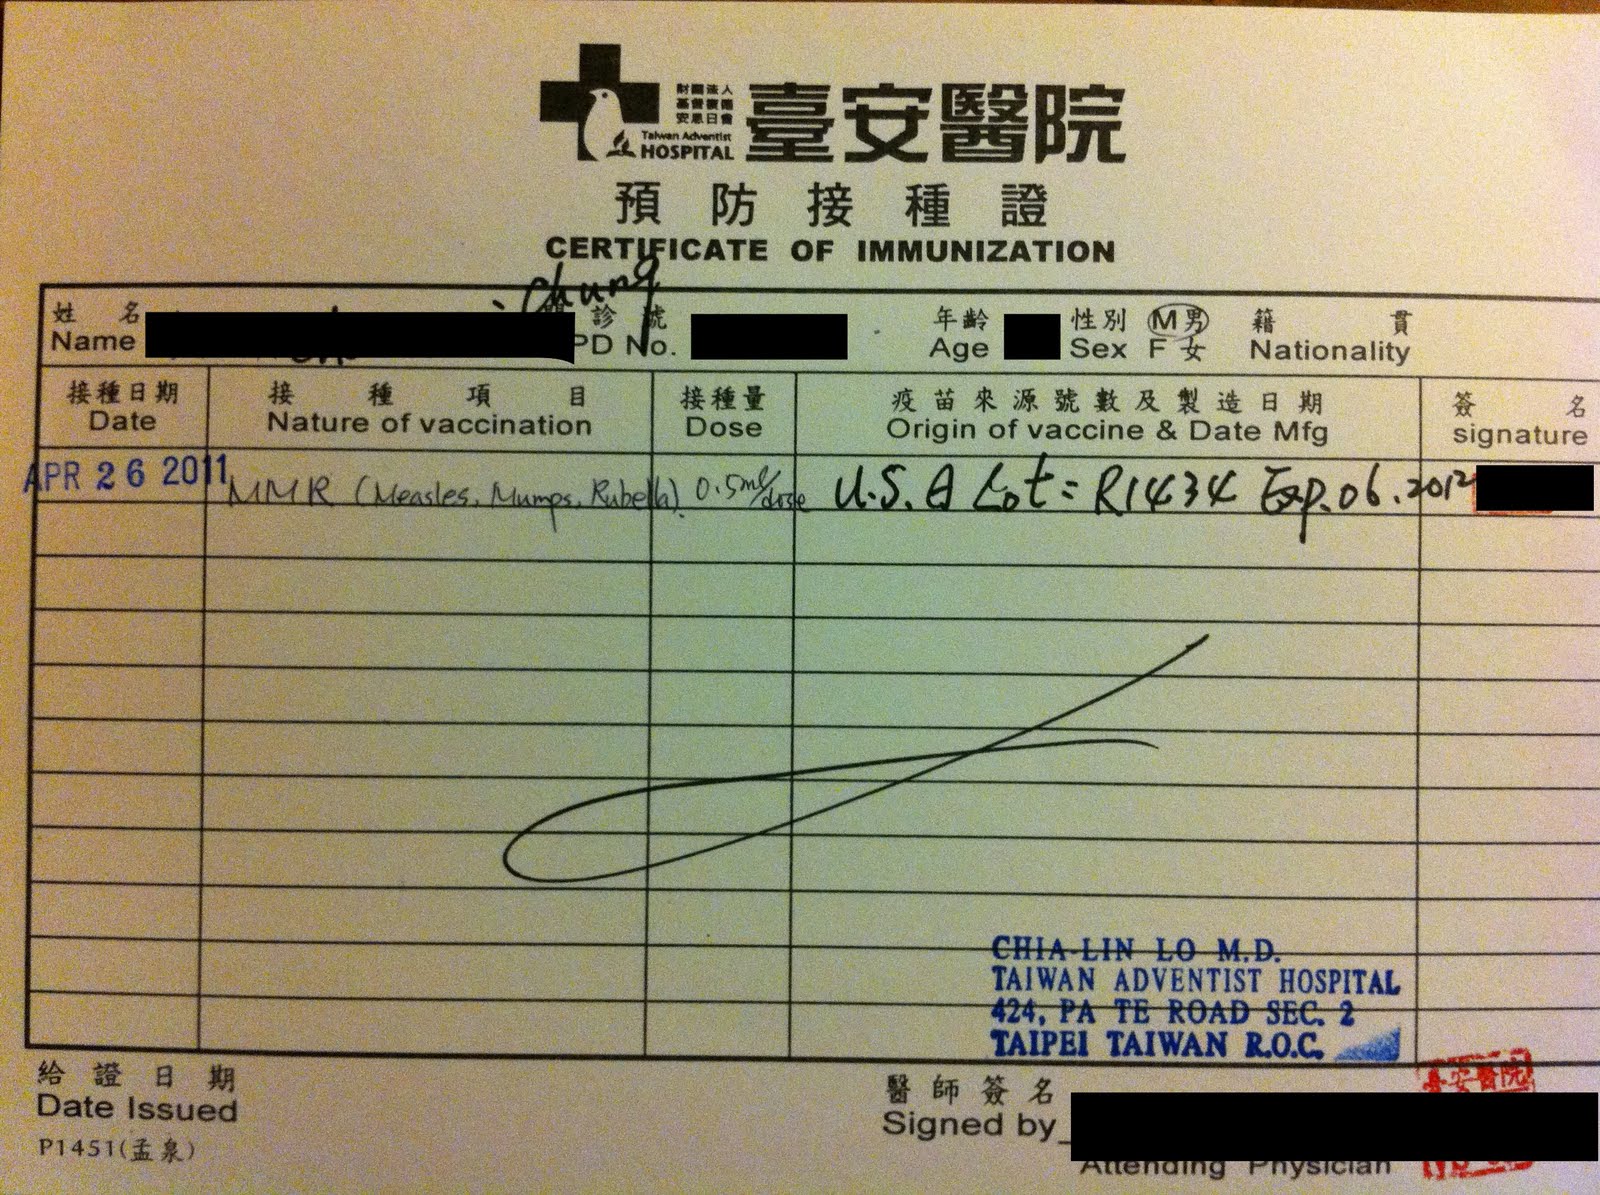 財團法人
基督復臨
安息日會
Taiwan Adventist
HOSPITAL
臺安醫院
預防接種證
CERTIFICATE OF IMMUNIZATION
Chung
姓名 診號 年齡 性別 M男 籍貫
Name PD No. Age Sex F女 Nationality
接種日期 接種項目 接種量 疫苗來源號數及製造日期 簽名
Date Nature of vaccination Dose Origin of vaccine & Date Mfg signature
APR 26 2011 MMR (Measles, Mumps, Rubella). 0.5ml/dose U.S.A Lot: R1434 Exp.06.2012
CHIA-LIN LO M.D.
TAIWAN ADVENTIST HOSPITAL
424, PA TE ROAD SEC. 2
TAIPEI TAIWAN R.O.C.
給證日期 醫師簽名 臺安醫院
Date Issued Signed by
P1451(孟泉) Attending Physician